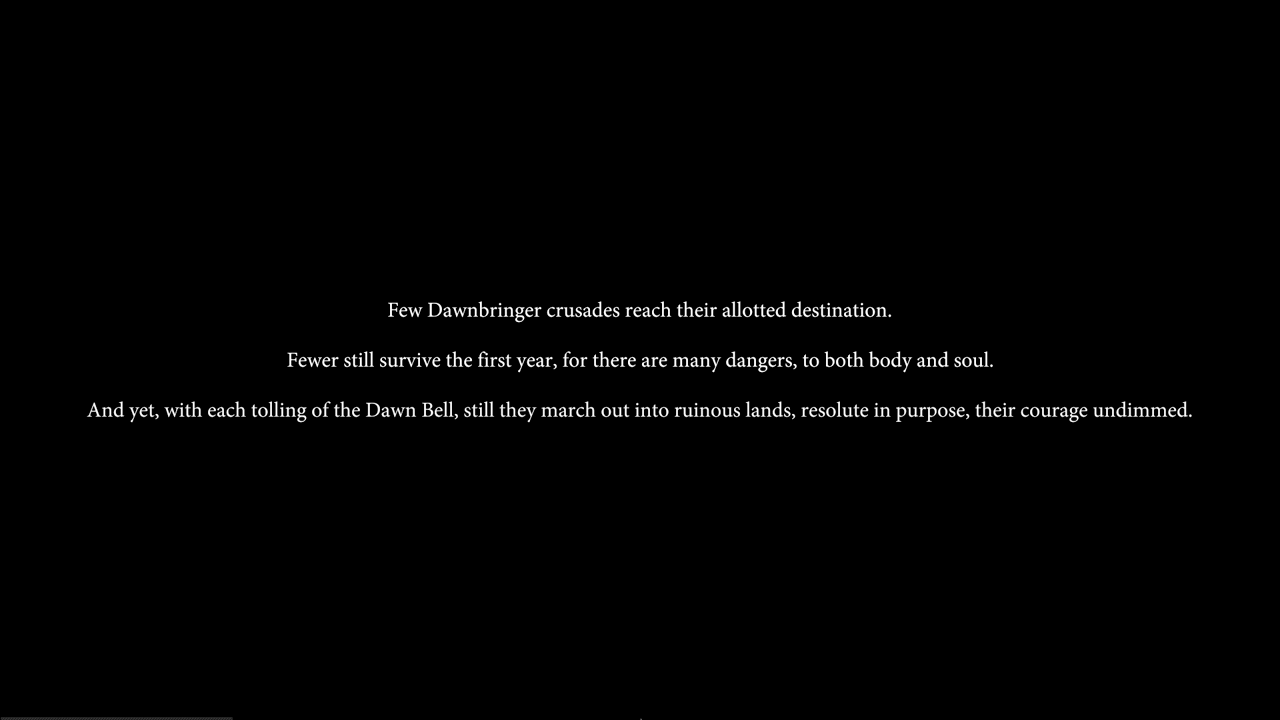 Few Dawnbringer crusades reach their allotted destination.
Fewer still survive the first year, for there are many dangers, to both body and soul.
And yet, with each tolling of the Dawn Bell, still they march out into ruinous lands, resolute in purpose, their courage undimmed.